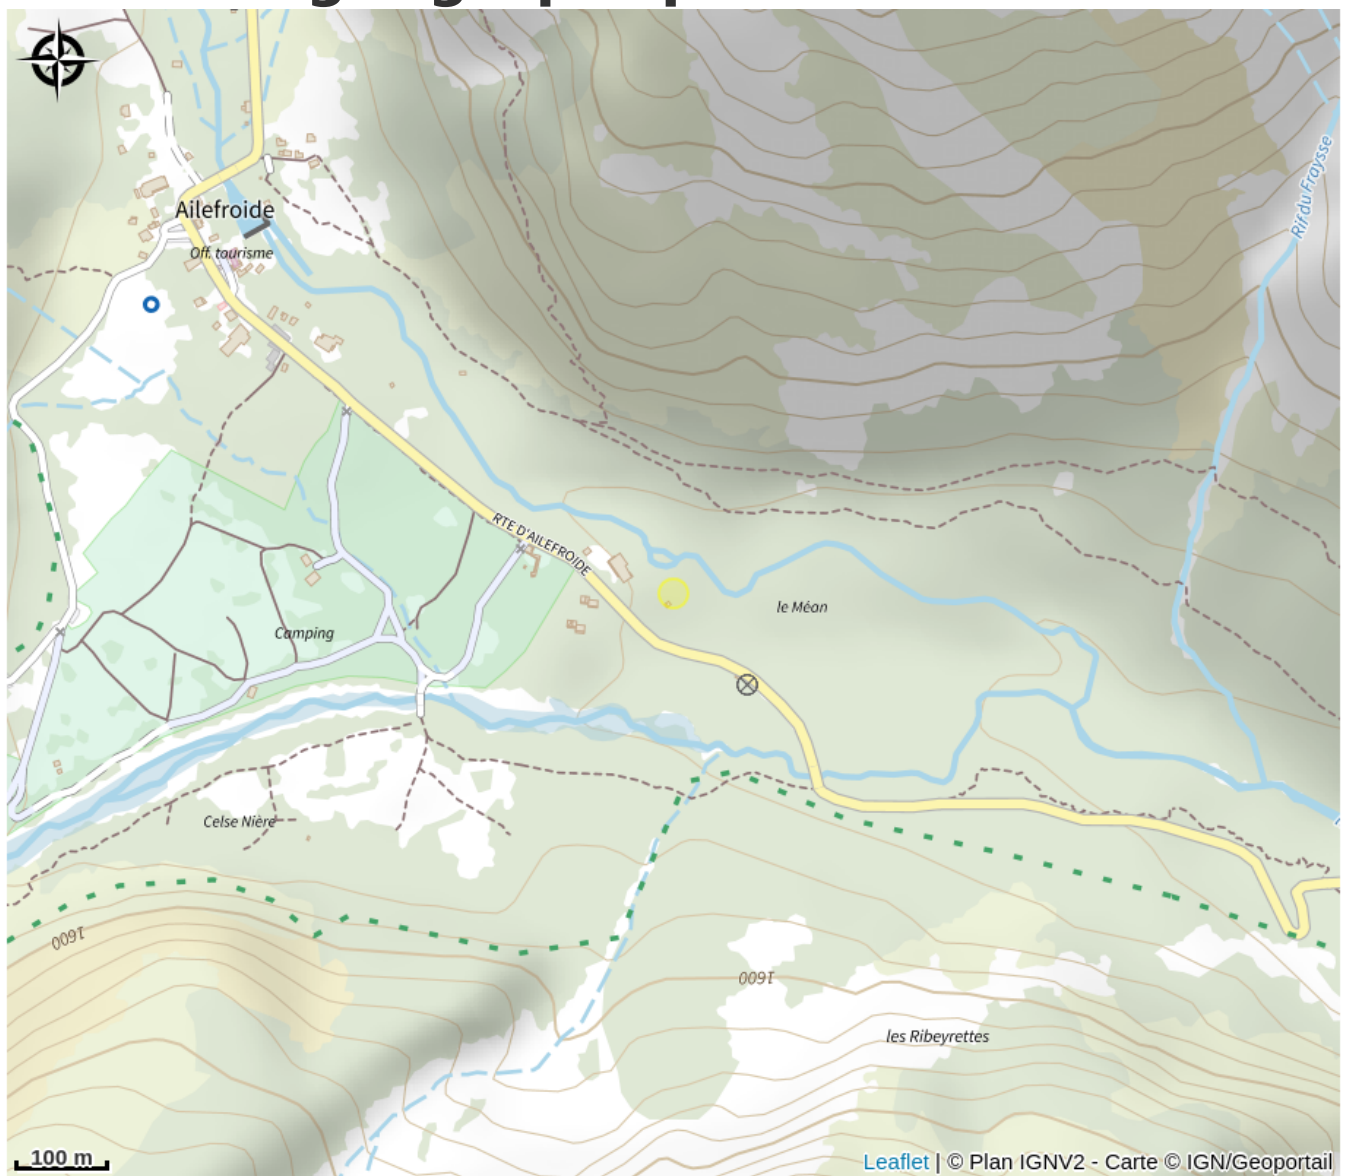 Rif du Fraysse
Ailefroide
Off. tourisme
RTE D'AILEFROIDE
le Méan
Camping
Celse Nière
1600
1600
les Ribeyrettes
100 m
Leaflet | © Plan IGNV2 - Carte © IGN/Geoportail